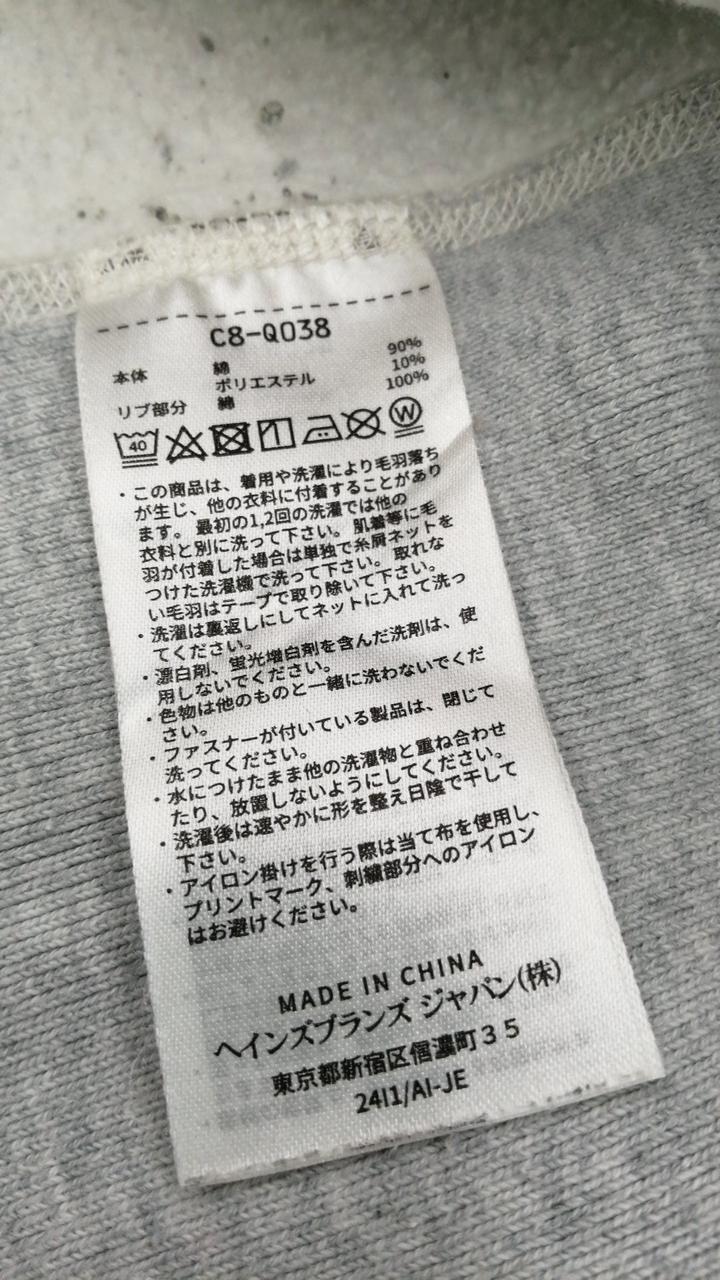 C8-Q038
本体 綿 90%
ポリエステル 10%
リブ部分 綿 100%
40 W
・この商品は、着用や洗濯により毛羽落ち
が生じ、他の衣料に付着することがあり
ます。最初の1,2回の洗濯では他の
衣料と別に洗って下さい。肌着等に毛
羽が付着した場合は単独で糸屑ネットを
つけた洗濯機で洗って下さい。取れな
い毛羽はテープで取り除いて下さい。
・洗濯は裏返しにしてネットに入れて洗っ
てください。
・漂白剤、蛍光増白剤を含んだ洗剤は、使
用しないでください。
・色物は他のものと一緒に洗わないでくだ
さい。
・ファスナーが付いている製品は、閉じて
洗ってください。
・水につけたまま他の洗濯物と重ね合わせ
たり、放置しないようにしてください。
・洗濯後は速やかに形を整え日陰で干して
下さい。
・アイロン掛けを行う際は当て布を使用し、
プリントマーク、刺繍部分へのアイロン
はお避けください。
MADE IN CHINA
ヘインズブランズ ジャパン(株)
東京都新宿区信濃町３５
24I1/AI-JE